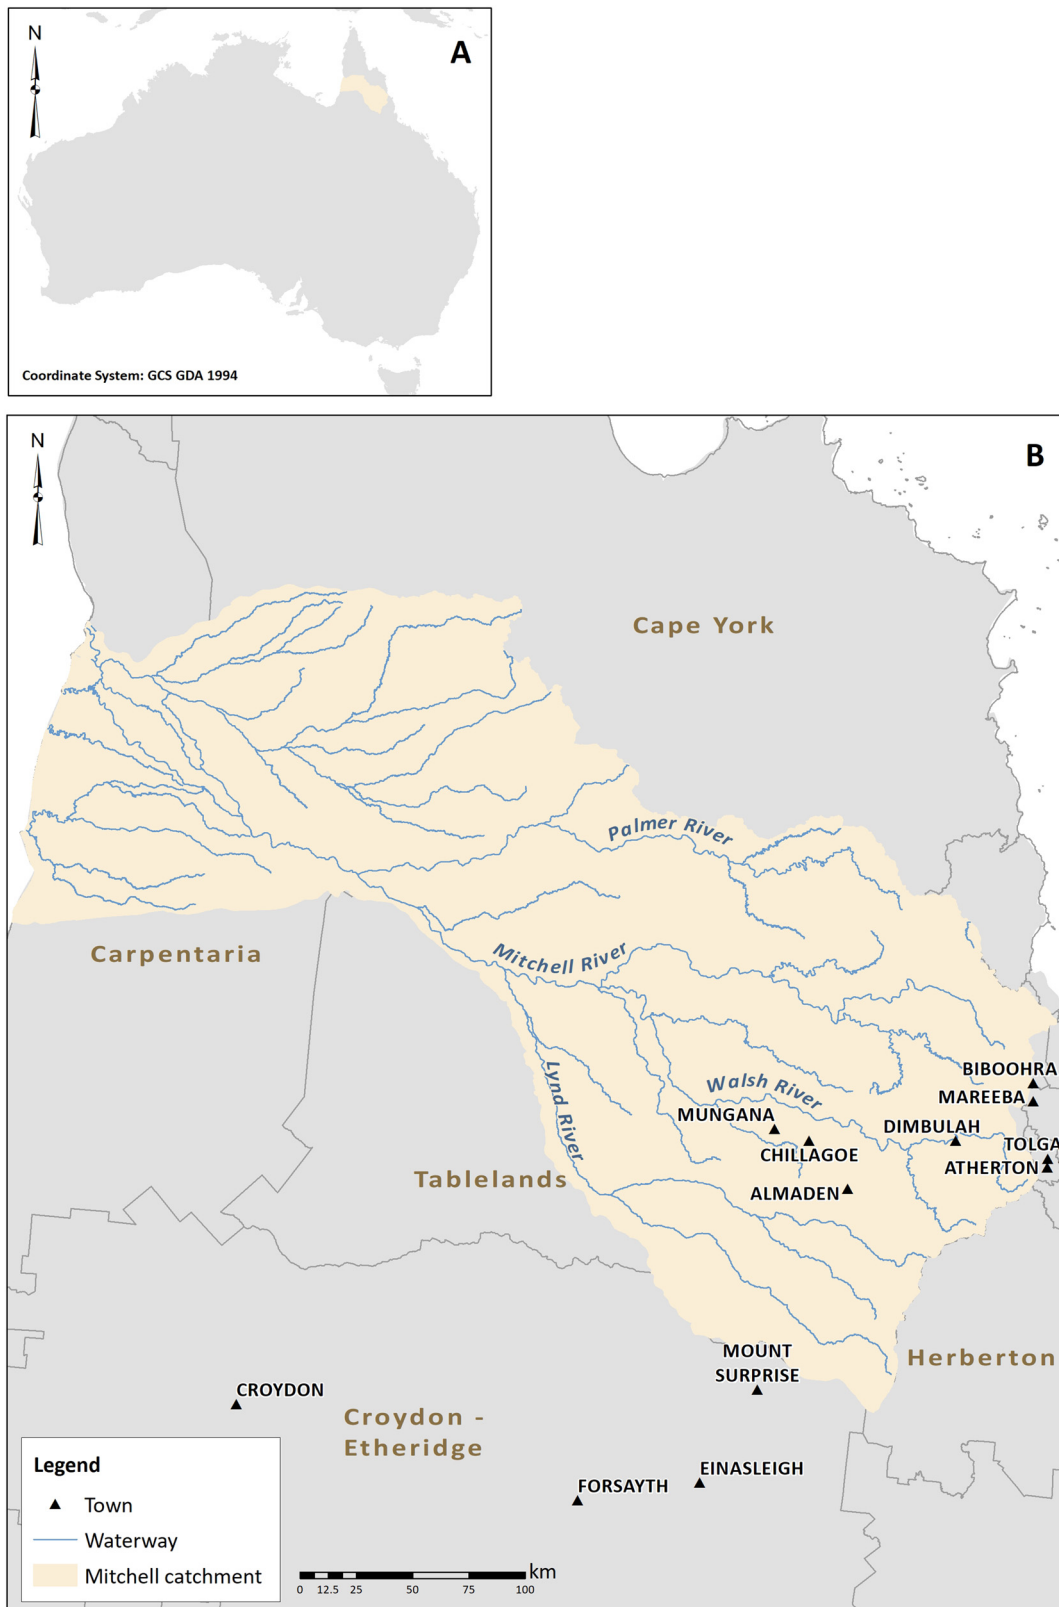 N
A
Coordinate System: GCS GDA 1994
N
B
Cape York
Palmer River
Carpentaria
Mitchell River
Lynd River
Walsh River
BIBOOHRA
MAREEBA
MUNGANA
DIMBULAH
TOLGA
CHILLAGOE
ATHERTON
Tablelands
ALMADEN
MOUNT
SURPRISE
Herberton
CROYDON
Croydon -
Etheridge
EINASLEIGH
FORSAYTH
Legend
Town
Waterway
Mitchell catchment
km
0 12.5 25 50 75 100